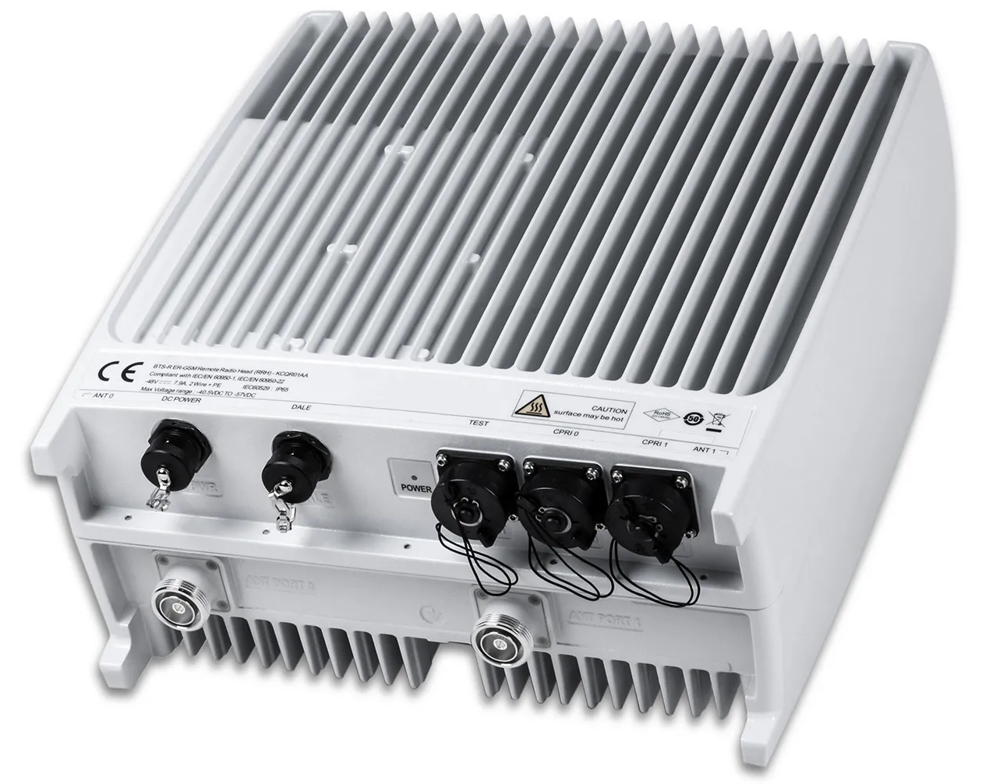 CE
BTS-R ER-GSM Remote Radio Head (RRH) - KCQR01AA
Compliant with IEC/EN 60950-1, IEC/EN 60950-22
-48V 7.9A, 2 Wire + PE IEC60529 : IP65
Max Voltage range : -40.5VDC TO -57VDC
ANT 0
DC POWER
DALE
TEST
CAUTION
surface may be hot
RoHS
50
CPRI 0
CPRI 1
ANT 1
POWER
ANT PORT 0
ANT PORT 1